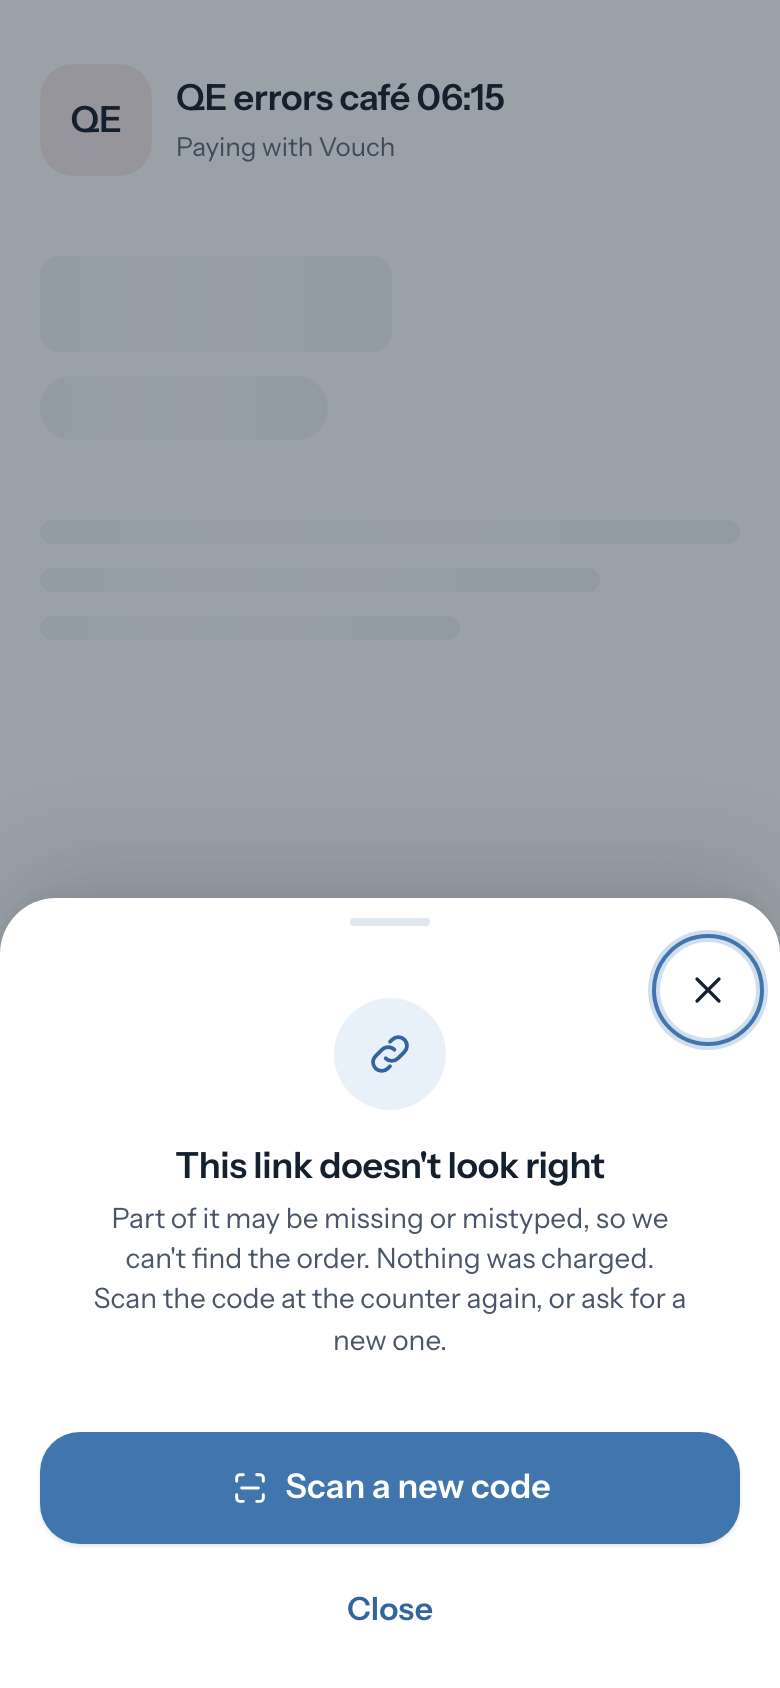 QE
QE errors café 06:15
Paying with Vouch
This link doesn't look right
Part of it may be missing or mistyped, so we
can't find the order. Nothing was charged.
Scan the code at the counter again, or ask for a
new one.
Scan a new code
Close